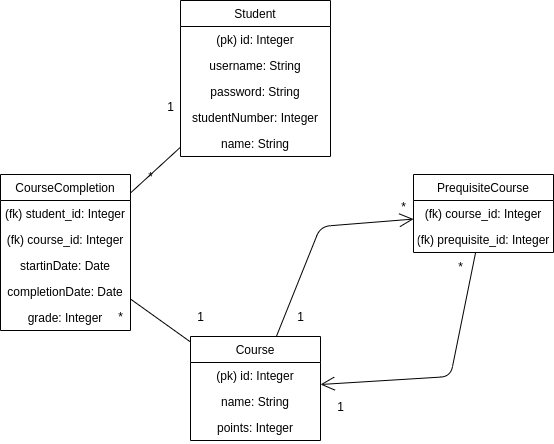 Student
(pk) id: Integer
username: String
password: String
studentNumber: Integer
name: String
1
*
CourseCompletion
(fk) student_id: Integer
(fk) course_id: Integer
startinDate: Date
completionDate: Date
grade: Integer
*
1
PrequisiteCourse
(fk) course_id: Integer
(fk) prequisite_id: Integer
*
*
1
1
Course
(pk) id: Integer
name: String
points: Integer